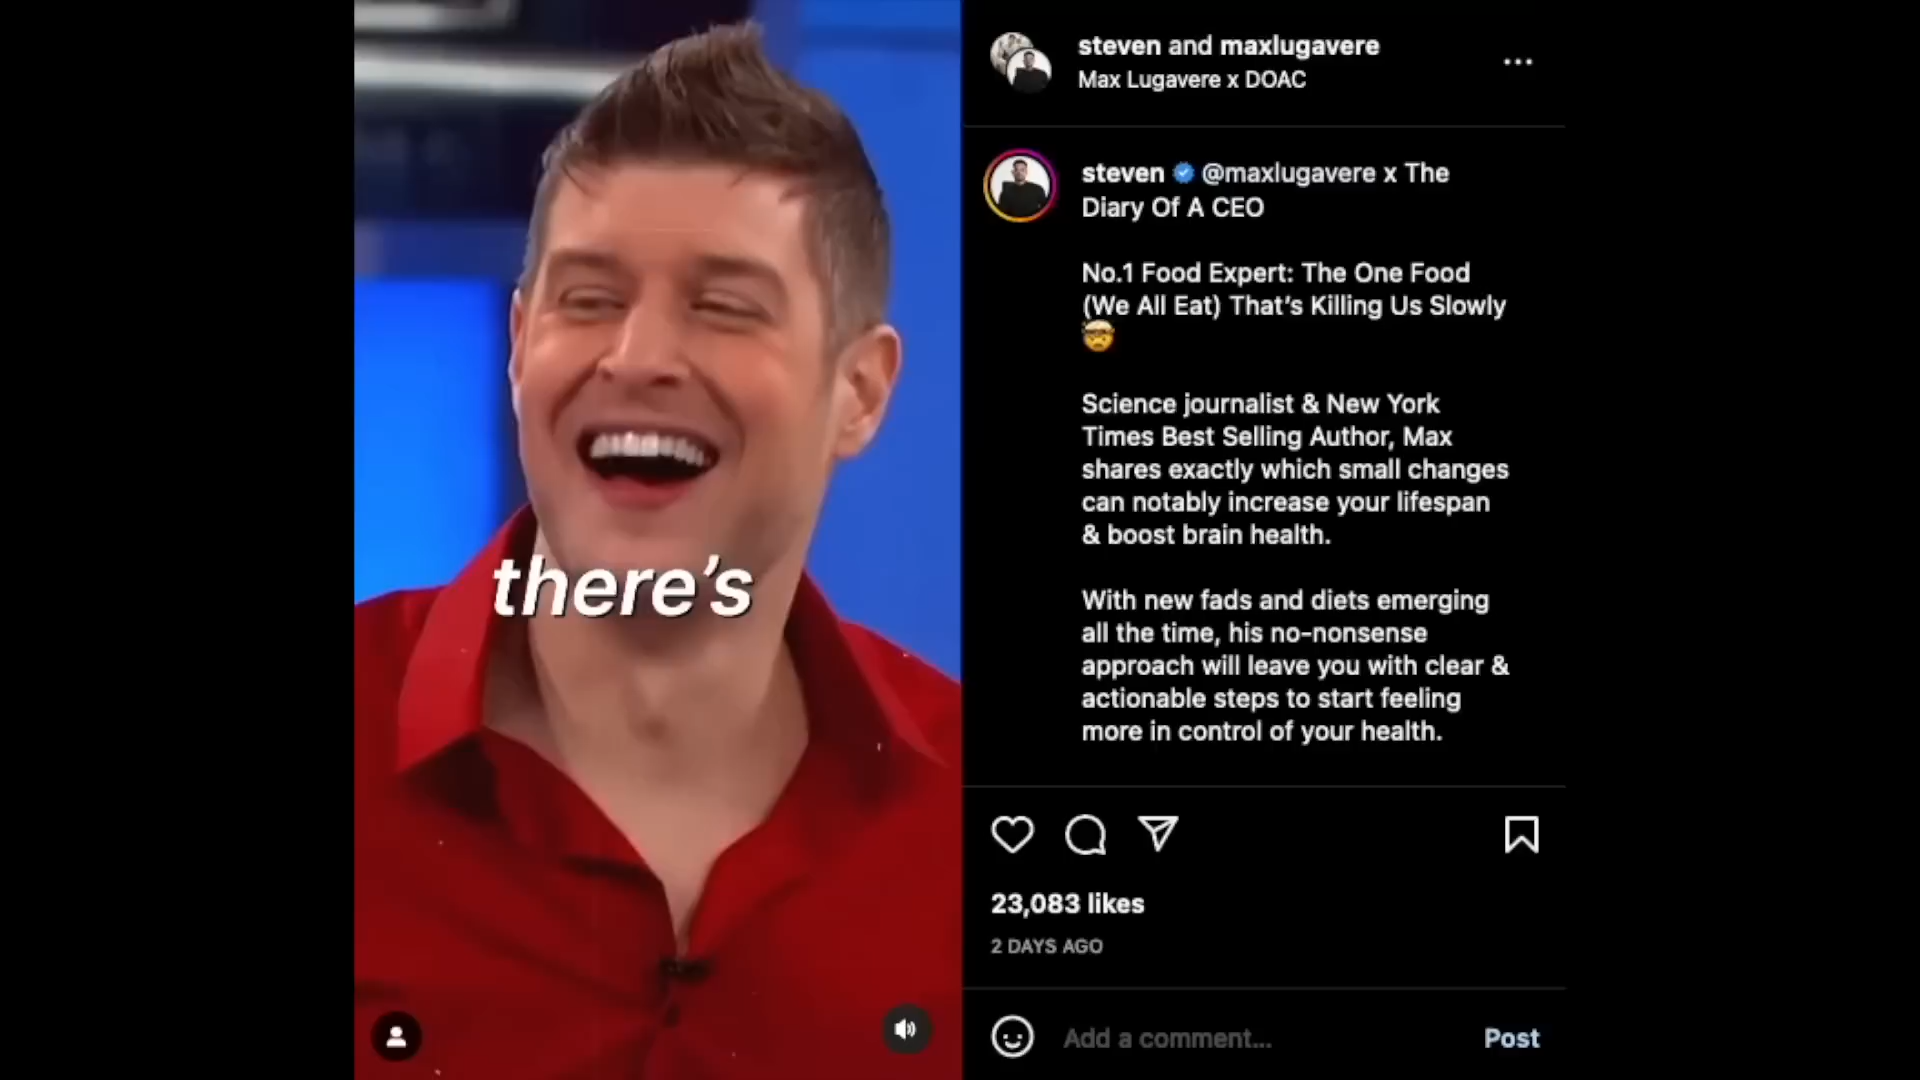 there's
steven and maxlugavere
Max Lugavere x DOAC
steven @maxlugavere x The
Diary Of A CEO
No.1 Food Expert: The One Food
(We All Eat) That's Killing Us Slowly
🤯
Science journalist & New York
Times Best Selling Author, Max
shares exactly which small changes
can notably increase your lifespan
& boost brain health.
With new fads and diets emerging
all the time, his no-nonsense
approach will leave you with clear &
actionable steps to start feeling
more in control of your health.
23,083 likes
2 DAYS AGO
Add a comment...
Post